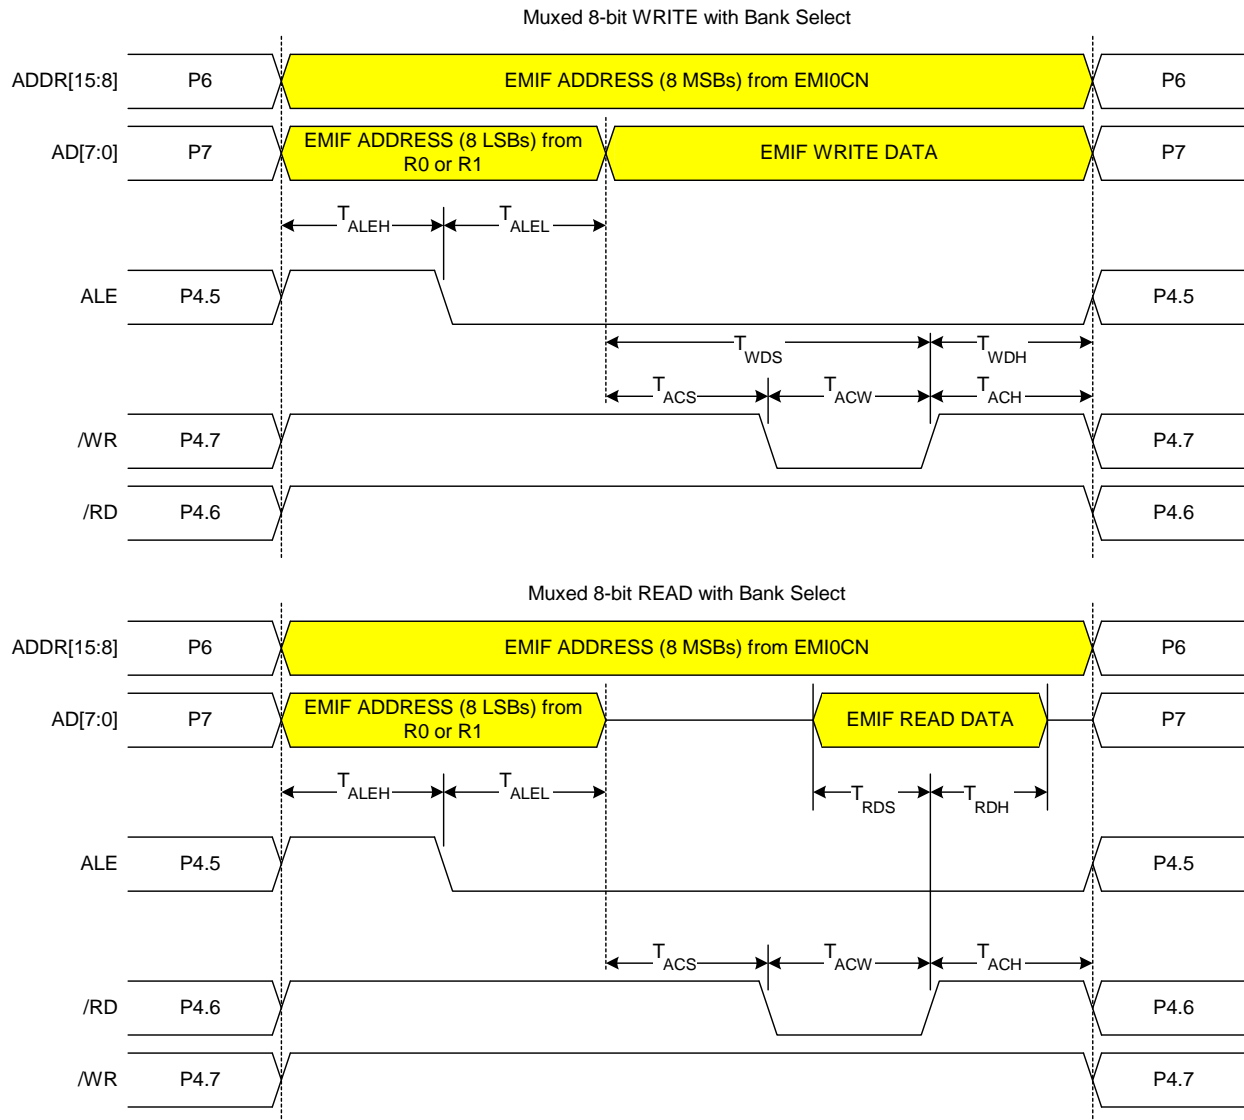 Muxed 8-bit WRITE with Bank Select
ADDR[15:8] P6 EMIF ADDRESS (8 MSBs) from EMI0CN P6
AD[7:0] P7 EMIF ADDRESS (8 LSBs) from
R0 or R1 EMIF WRITE DATA P7
TALEH TALEL
ALE P4.5 P4.5
TWDS TWDH
TACS TACW TACH
/WR P4.7 P4.7
/RD P4.6 P4.6
Muxed 8-bit READ with Bank Select
ADDR[15:8] P6 EMIF ADDRESS (8 MSBs) from EMI0CN P6
AD[7:0] P7 EMIF ADDRESS (8 LSBs) from
R0 or R1 EMIF READ DATA P7
TALEH TALEL TRDS TRDH
ALE P4.5 P4.5
TACS TACW TACH
/RD P4.6 P4.6
/WR P4.7 P4.7